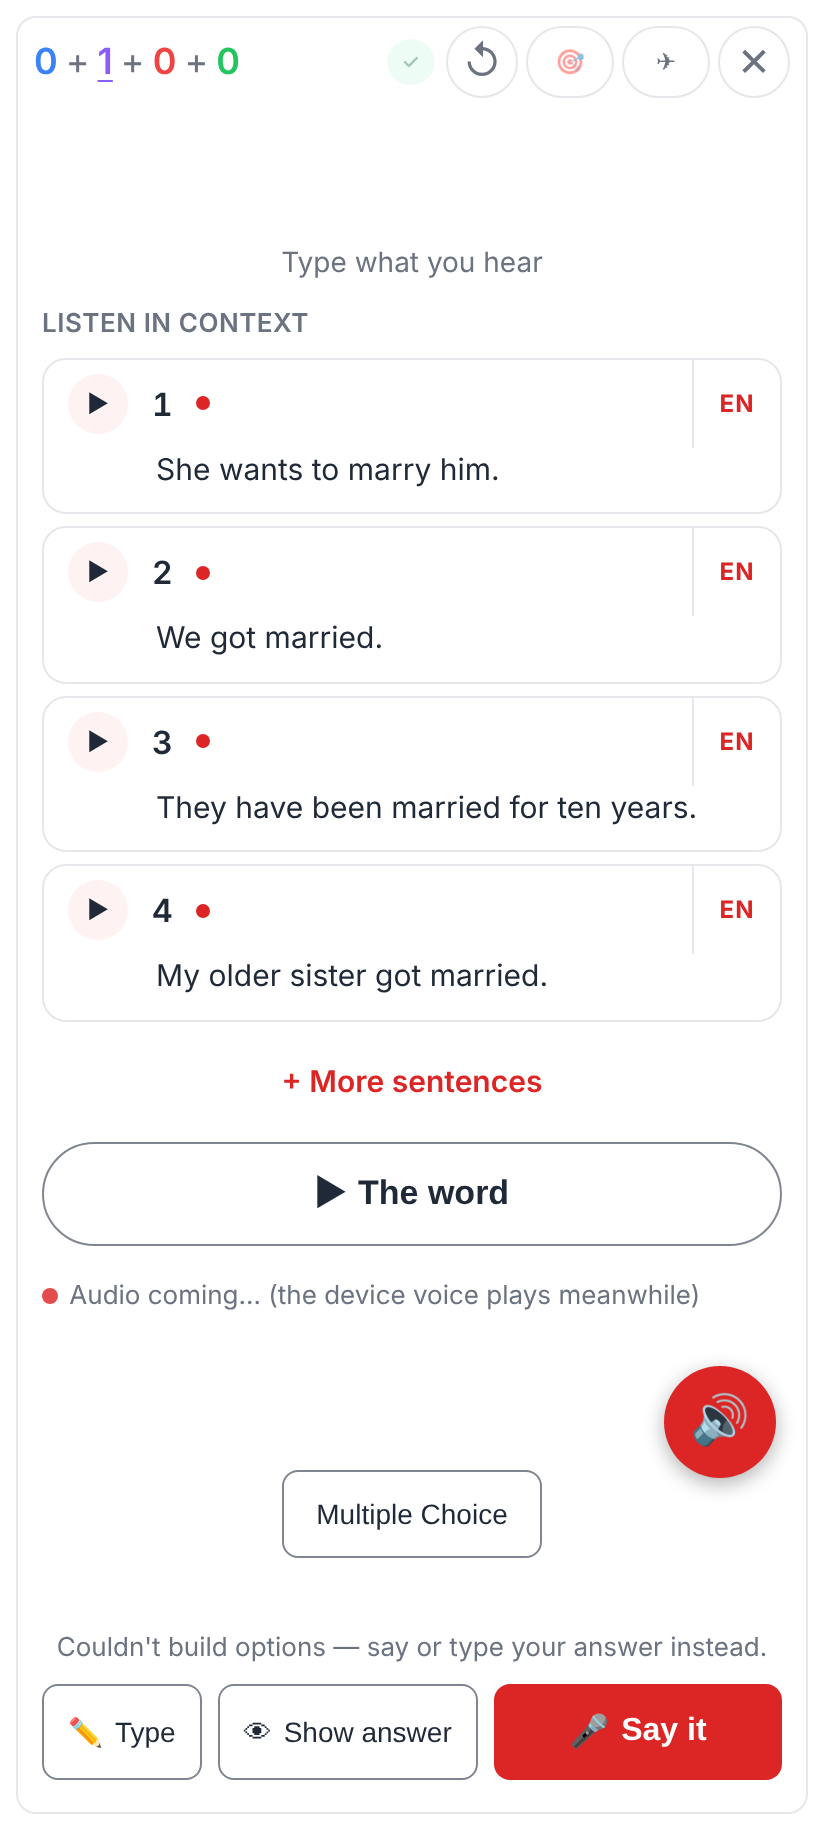 0 + 1 + 0 + 0
Type what you hear
LISTEN IN CONTEXT
1
EN
She wants to marry him.
2
EN
We got married.
3
EN
They have been married for ten years.
4
EN
My older sister got married.
+ More sentences
The word
Audio coming... (the device voice plays meanwhile)
Multiple Choice
Couldn't build options — say or type your answer instead.
Type
Show answer
Say it